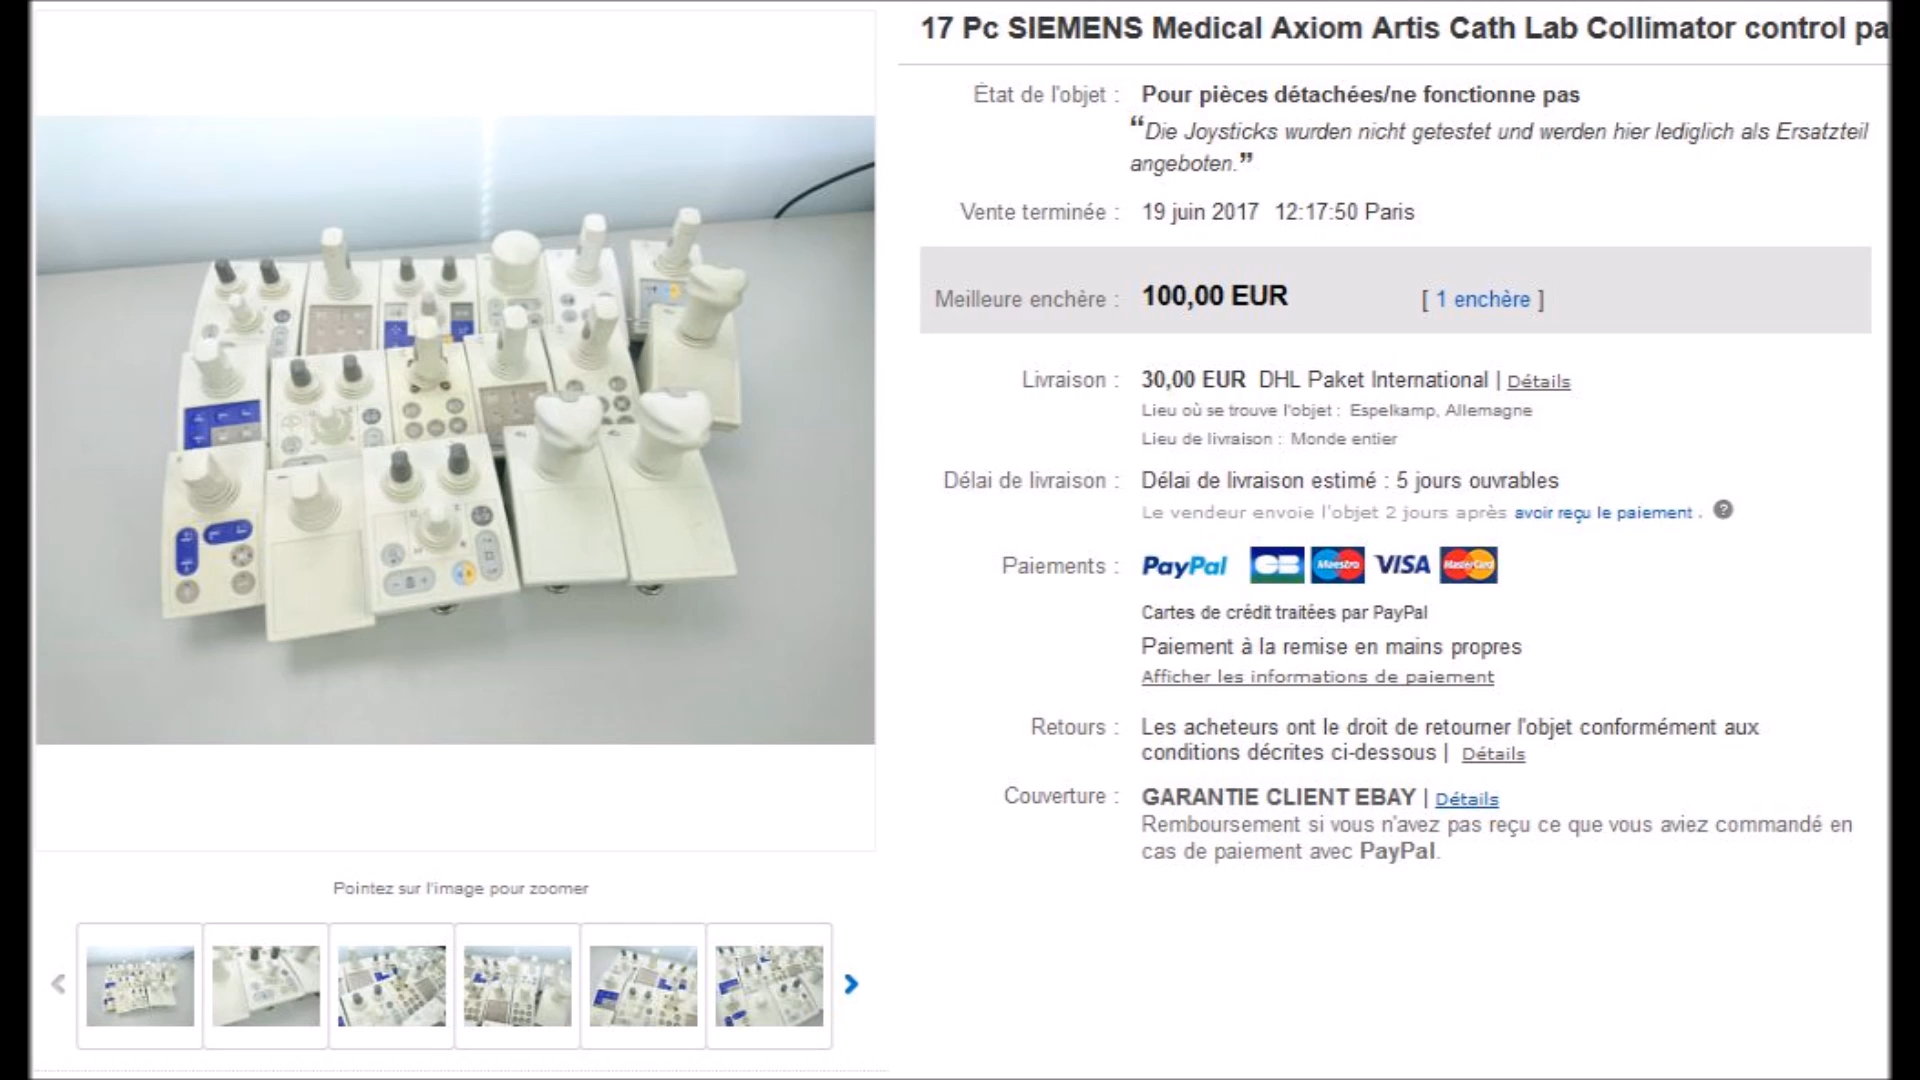 17 Pc SIEMENS Medical Axiom Artis Cath Lab Collimator control pa
État de l'objet : Pour pièces détachées/ne fonctionne pas
“Die Joysticks wurden nicht getestet und werden hier lediglich als Ersatzteil
angeboten.”
Vente terminée : 19 juin 2017 12:17:50 Paris
Meilleure enchère : 100,00 EUR [ 1 enchère ]
Livraison : 30,00 EUR DHL Paket International | Détails
Lieu où se trouve l'objet : Espelkamp, Allemagne
Lieu de livraison : Monde entier
Délai de livraison : Délai de livraison estimé : 5 jours ouvrables
Le vendeur envoie l'objet 2 jours après avoir reçu le paiement . ?
Paiements : PayPal CB Maestro VISA MasterCard
Cartes de crédit traitées par PayPal
Paiement à la remise en mains propres
Afficher les informations de paiement
Retours : Les acheteurs ont le droit de retourner l'objet conformément aux
conditions décrites ci-dessous | Détails
Couverture : GARANTIE CLIENT EBAY | Détails
Remboursement si vous n'avez pas reçu ce que vous aviez commandé en
cas de paiement avec PayPal.
Pointez sur l'image pour zoomer